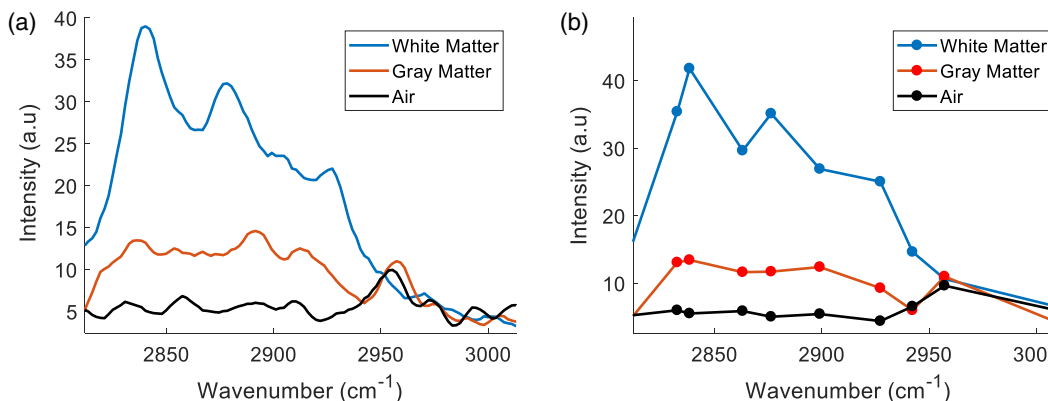 (a)
40
35
30
25
20
15
10
5
Intensity (a.u)
2850
2900
2950
3000
Wavenumber (cm-1)
White Matter
Gray Matter
Air
(b)
40
30
20
10
Intensity (a.u)
2850
2900
2950
300
Wavenumber (cm-1)
White Matter
Gray Matter
Air